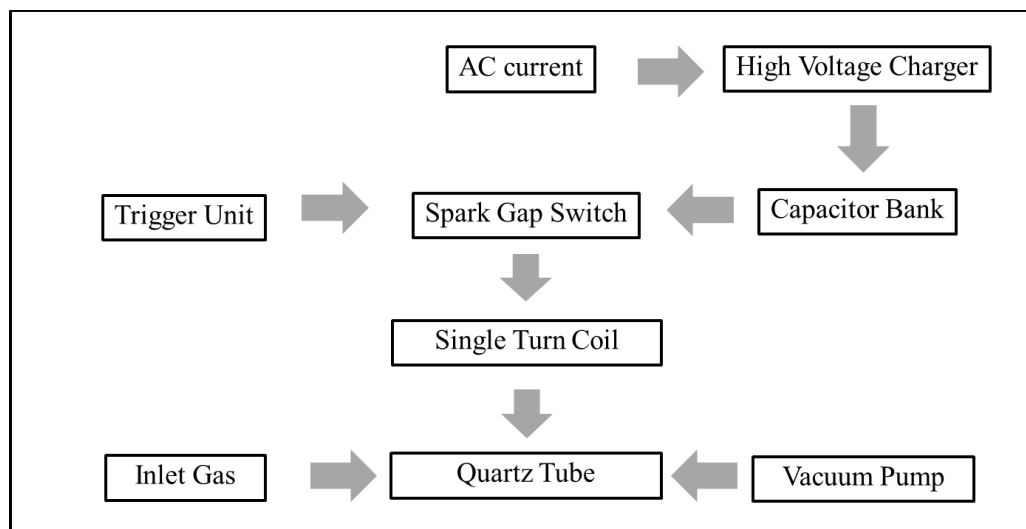 AC current
High Voltage Charger
Trigger Unit
Spark Gap Switch
Capacitor Bank
Single Turn Coil
Inlet Gas
Quartz Tube
Vacuum Pump